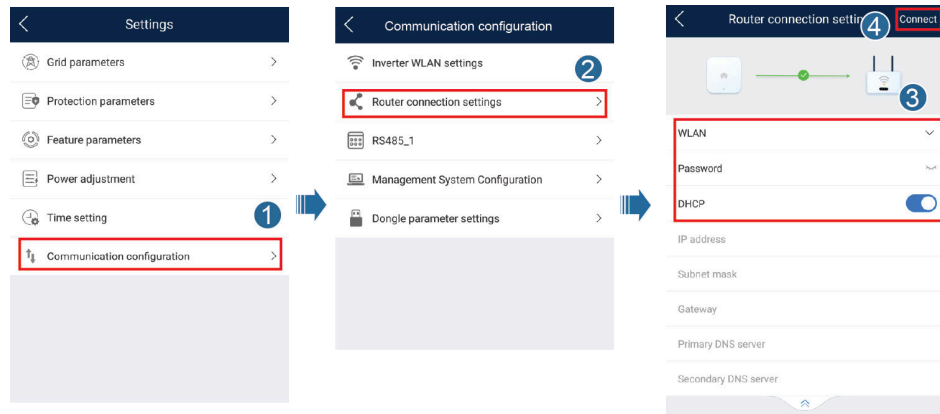 Settings
Grid parameters
Protection parameters
Feature parameters
Power adjustment
Time setting
1
Communication configuration
Communication configuration
Inverter WLAN settings
2
Router connection settings
RS485_1
Management System Configuration
Dongle parameter settings
Router connection settin
4
Connect
3
WLAN
Password
DHCP
IP address
Subnet mask
Gateway
Primary DNS server
Secondary DNS server